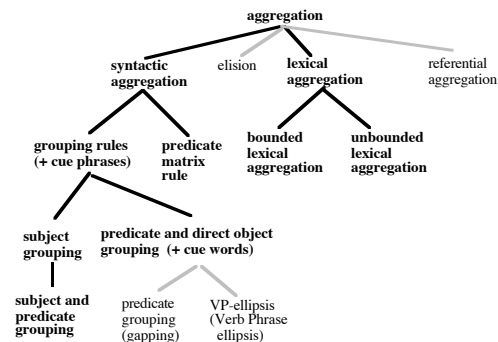 aggregation
syntactic
aggregation
elision
lexical
aggregation
referential
aggregation
grouping rules
(+ cue phrases)
predicate
matrix
rule
bounded
lexical
aggregation
unbounded
lexical
aggregation
subject
grouping
predicate and direct object
grouping (+ cue words)
subject and
predicate
grouping
predicate
grouping
(gapping)
VP-ellipsis
(Verb Phrase
ellipsis)